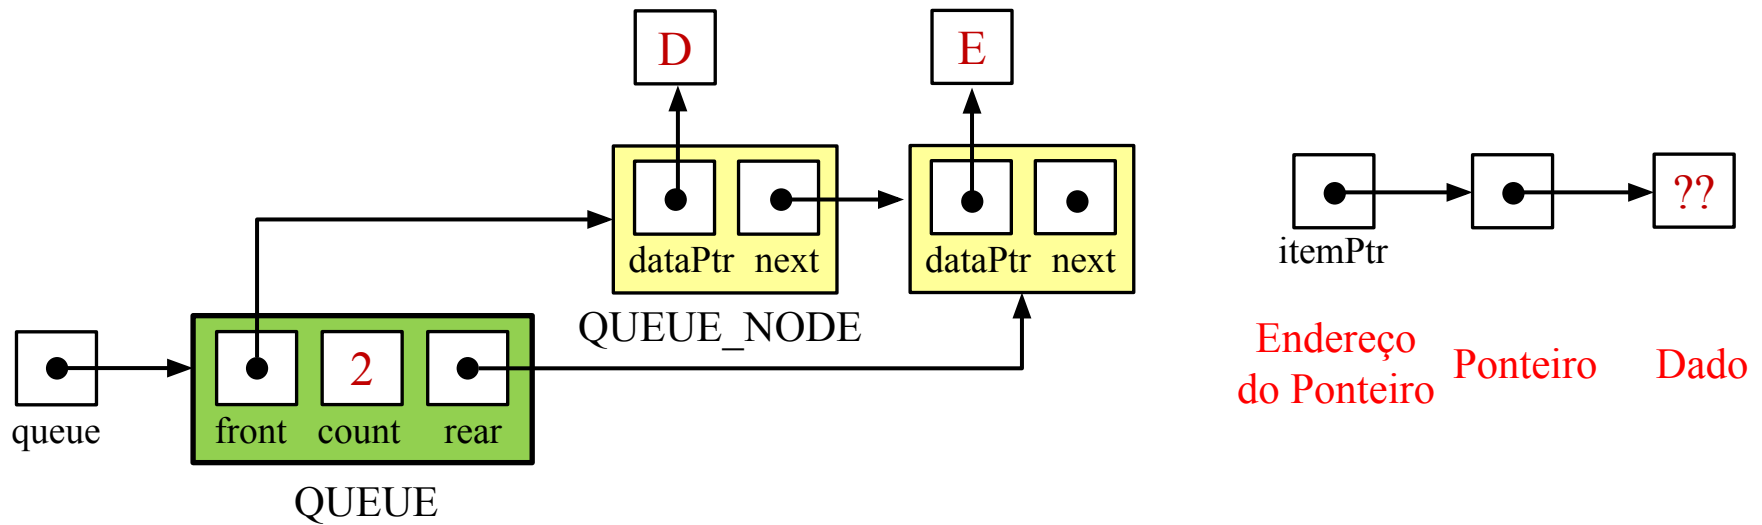 D
E
dataPtr next
dataPtr next
??
itemPtr
QUEUE_NODE
Endereço
do Ponteiro
Ponteiro
Dado
2
queue
front count rear
QUEUE